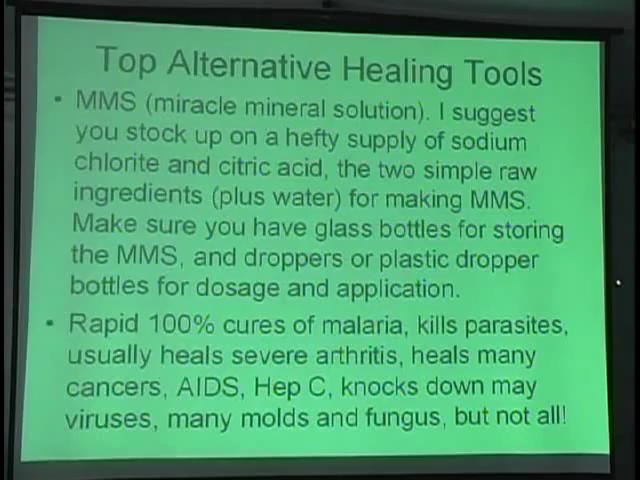 Top Alternative Healing Tools
• MMS (miracle mineral solution). I suggest
you stock up on a hefty supply of sodium
chlorite and citric acid, the two simple raw
ingredients (plus water) for making MMS.
Make sure you have glass bottles for storing
the MMS, and droppers or plastic dropper
bottles for dosage and application.
• Rapid 100% cures of malaria, kills parasites,
usually heals severe arthritis, heals many
cancers, AIDS, Hep C, knocks down may
viruses, many molds and fungus, but not all!